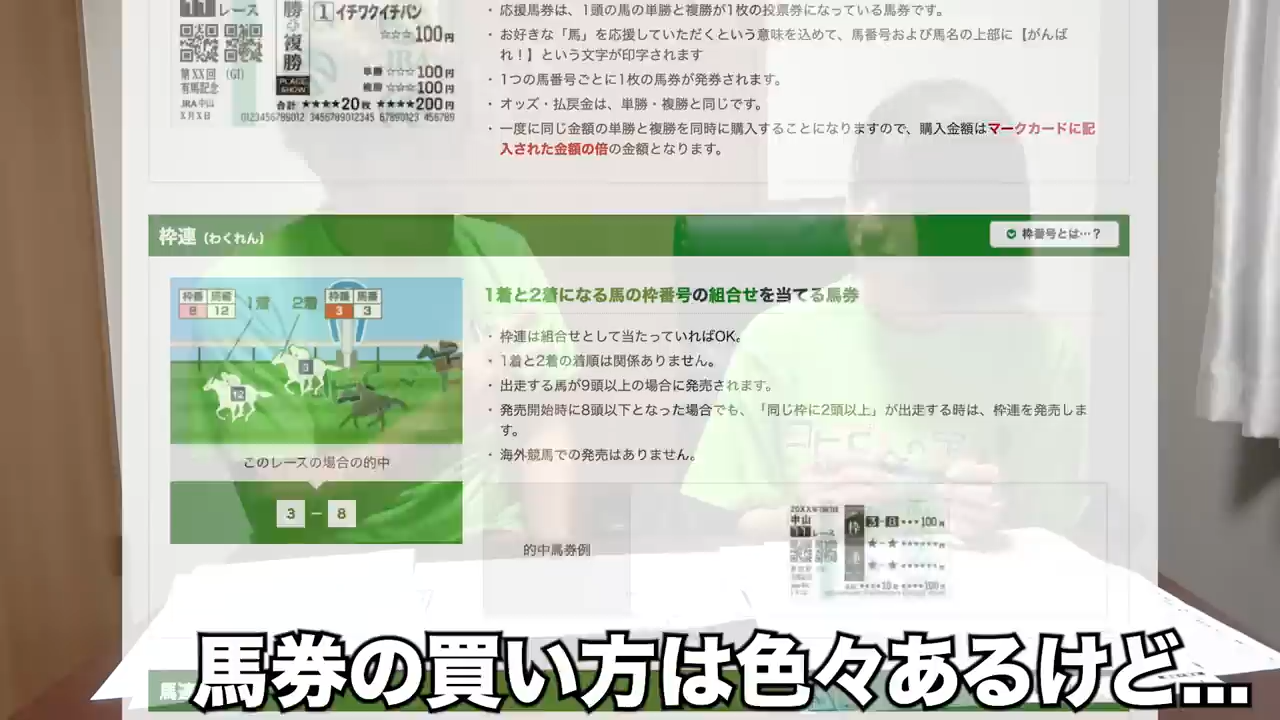 11レース
勝
複
勝
PLACE
SHOW
1 イチワクイチバン
☆☆☆100円
第XX回 (GI)
有馬記念
JRA 中山
X月X日
単勝☆☆☆100円
複勝☆☆☆100円
合計 ★★★★20枚 ★★★★200円
・応援馬券は、1頭の馬の単勝と複勝が1枚の投票券になっている馬券です。
・お好きな「馬」を応援していただくという意味を込めて、馬番号および馬名の上部に【がんば
れ！】という文字が印字されます
・1つの馬番号ごとに1枚の馬券が発券されます。
・オッズ・払戻金は、単勝・複勝と同じです。
・一度に同じ金額の単勝と複勝を同時に購入することになりますので、購入金額はマークカードに記
入された金額の倍の金額となります。
枠連（わくれん）
枠番号とは…？
枠番 馬番
8 12
1着
2着
枠番 馬番
3 3
3
12
このレースの場合の的中
3 － 8
1着と2着になる馬の枠番号の組合せを当てる馬券
・枠連は組合せとして当たっていればOK。
・1着と2着の着順は関係ありません。
・出走する馬が9頭以上の場合に発売されます。
・発売開始時に8頭以下となった場合でも、「同じ枠に2頭以上」が出走する時は、枠連を発売しま
す。
・海外競馬での発売はありません。
的中馬券例
中山
11レース
枠
連
3-8 ★★★100円
馬券の買い方は色々あるけど...